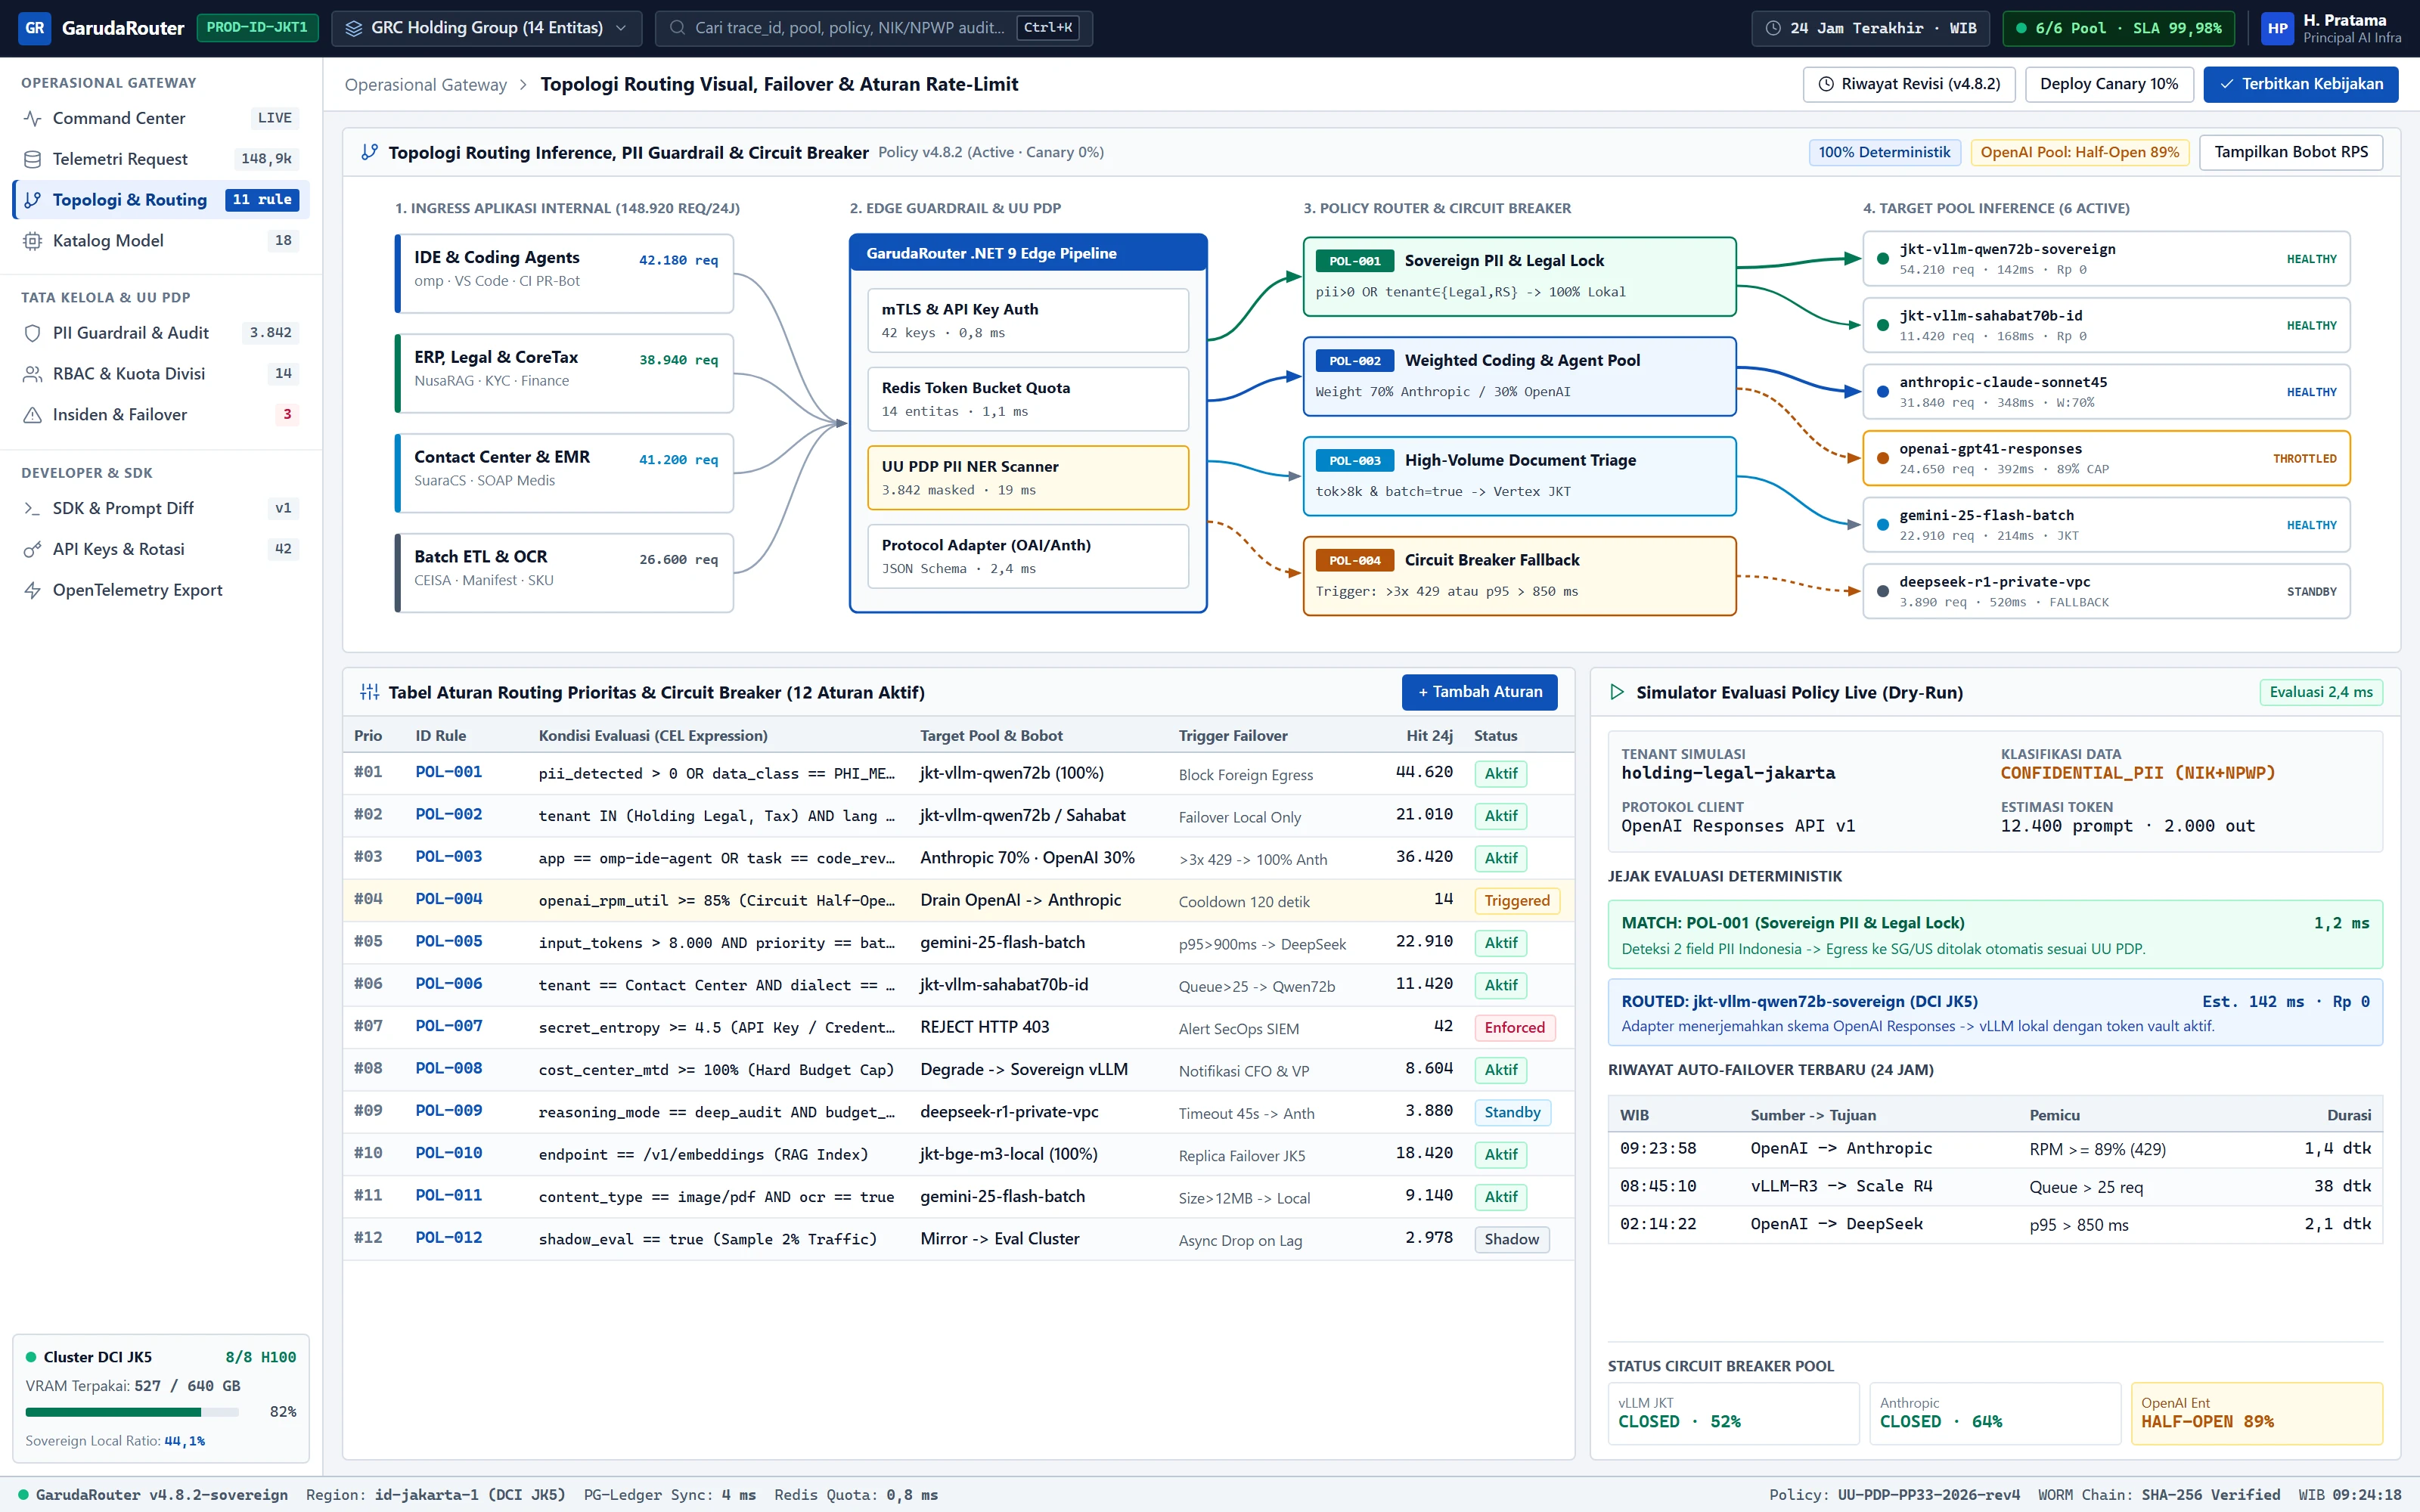 GR GarudaRouter PROD-ID-JKT1 GRC Holding Group (14 Entitas) Cari trace_id, pool, policy, NIK/NPWP audit... Ctrl+K 24 Jam Terakhir · WIB 6/6 Pool · SLA 99,98% HP H. Pratama
Principal AI Infra
OPERASIONAL GATEWAY
Command Center LIVE
Telemetri Request 148,9k
Topologi & Routing 11 rule
Katalog Model 18
TATA KELOLA & UU PDP
PII Guardrail & Audit 3.842
RBAC & Kuota Divisi 14
Insiden & Failover 3
DEVELOPER & SDK
SDK & Prompt Diff v1
API Keys & Rotasi 42
OpenTelemetry Export
Cluster DCI JK5 8/8 H100
VRAM Terpakai: 527 / 640 GB
82%
Sovereign Local Ratio: 44,1%
Operasional Gateway > Topologi Routing Visual, Failover & Aturan Rate-Limit Riwayat Revisi (v4.8.2) Deploy Canary 10% Terbitkan Kebijakan
Topologi Routing Inference, PII Guardrail & Circuit Breaker Policy v4.8.2 (Active · Canary 0%) 100% Deterministik OpenAI Pool: Half-Open 89% Tampilkan Bobot RPS
1. INGRESS APLIKASI INTERNAL (148.920 REQ/24J)
IDE & Coding Agents 42.180 req
omp · VS Code · CI PR-Bot
ERP, Legal & CoreTax 38.940 req
NusaRAG · KYC · Finance
Contact Center & EMR 41.200 req
SuaraCS · SOAP Medis
Batch ETL & OCR 26.600 req
CEISA · Manifest · SKU
2. EDGE GUARDRAIL & UU PDP
GarudaRouter .NET 9 Edge Pipeline
mTLS & API Key Auth
42 keys · 0,8 ms
Redis Token Bucket Quota
14 entitas · 1,1 ms
UU PDP PII NER Scanner
3.842 masked · 19 ms
Protocol Adapter (OAI/Anth)
JSON Schema · 2,4 ms
3. POLICY ROUTER & CIRCUIT BREAKER
POL-001 Sovereign PII & Legal Lock
pii>0 OR tenant∈{Legal,RS} -> 100% Lokal
POL-002 Weighted Coding & Agent Pool
Weight 70% Anthropic / 30% OpenAI
POL-003 High-Volume Document Triage
tok>8k & batch=true -> Vertex JKT
POL-004 Circuit Breaker Fallback
Trigger: >3x 429 atau p95 > 850 ms
4. TARGET POOL INFERENCE (6 ACTIVE)
jkt-vllm-qwen72b-sovereign HEALTHY
54.210 req · 142ms · Rp 0
jkt-vllm-sahabat70b-id HEALTHY
11.420 req · 168ms · Rp 0
anthropic-claude-sonnet45 HEALTHY
31.840 req · 348ms · W:70%
openai-gpt41-responses THROTTLED
24.650 req · 392ms · 89% CAP
gemini-25-flash-batch HEALTHY
22.910 req · 214ms · JKT
deepseek-r1-private-vpc STANDBY
3.890 req · 520ms · FALLBACK
Tabel Aturan Routing Prioritas & Circuit Breaker (12 Aturan Aktif) + Tambah Aturan
Prio ID Rule Kondisi Evaluasi (CEL Expression) Target Pool & Bobot Trigger Failover Hit 24j Status
#01 POL-001 pii_detected > 0 OR data_class == PHI_ME… jkt-vllm-qwen72b (100%) Block Foreign Egress 44.620 Aktif
#02 POL-002 tenant IN (Holding Legal, Tax) AND lang … jkt-vllm-qwen72b / Sahabat Failover Local Only 21.010 Aktif
#03 POL-003 app == omp-ide-agent OR task == code_rev… Anthropic 70% · OpenAI 30% >3x 429 -> 100% Anth 36.420 Aktif
#04 POL-004 openai_rpm_util >= 85% (Circuit Half-Ope… Drain OpenAI -> Anthropic Cooldown 120 detik 14 Triggered
#05 POL-005 input_tokens > 8.000 AND priority == bat… gemini-25-flash-batch p95>900ms -> DeepSeek 22.910 Aktif
#06 POL-006 tenant == Contact Center AND dialect == … jkt-vllm-sahabat70b-id Queue>25 -> Qwen72b 11.420 Aktif
#07 POL-007 secret_entropy >= 4.5 (API Key / Credent… REJECT HTTP 403 Alert SecOps SIEM 42 Enforced
#08 POL-008 cost_center_mtd >= 100% (Hard Budget Cap) Degrade -> Sovereign vLLM Notifikasi CFO & VP 8.604 Aktif
#09 POL-009 reasoning_mode == deep_audit AND budget_… deepseek-r1-private-vpc Timeout 45s -> Anth 3.880 Standby
#10 POL-010 endpoint == /v1/embeddings (RAG Index) jkt-bge-m3-local (100%) Replica Failover JK5 18.420 Aktif
#11 POL-011 content_type == image/pdf AND ocr == true gemini-25-flash-batch Size>12MB -> Local 9.140 Aktif
#12 POL-012 shadow_eval == true (Sample 2% Traffic) Mirror -> Eval Cluster Async Drop on Lag 2.978 Shadow
Simulator Evaluasi Policy Live (Dry-Run) Evaluasi 2,4 ms
TENANT SIMULASI KLASIFIKASI DATA
holding-legal-jakarta CONFIDENTIAL_PII (NIK+NPWP)
PROTOKOL CLIENT ESTIMASI TOKEN
OpenAI Responses API v1 12.400 prompt · 2.000 out
JEJAK EVALUASI DETERMINISTIK
MATCH: POL-001 (Sovereign PII & Legal Lock) 1,2 ms
Deteksi 2 field PII Indonesia -> Egress ke SG/US ditolak otomatis sesuai UU PDP.
ROUTED: jkt-vllm-qwen72b-sovereign (DCI JK5) Est. 142 ms · Rp 0
Adapter menerjemahkan skema OpenAI Responses -> vLLM lokal dengan token vault aktif.
RIWAYAT AUTO-FAILOVER TERBARU (24 JAM)
WIB Sumber -> Tujuan Pemicu Durasi
09:23:58 OpenAI -> Anthropic RPM >= 89% (429) 1,4 dtk
08:45:10 vLLM-R3 -> Scale R4 Queue > 25 req 38 dtk
02:14:22 OpenAI -> DeepSeek p95 > 850 ms 2,1 dtk
STATUS CIRCUIT BREAKER POOL
vLLM JKT Anthropic OpenAI Ent
CLOSED · 52% CLOSED · 64% HALF-OPEN 89%
GarudaRouter v4.8.2-sovereign Region: id-jakarta-1 (DCI JK5) PG-Ledger Sync: 4 ms Redis Quota: 0,8 ms Policy: UU-PDP-PP33-2026-rev4 WORM Chain: SHA-256 Verified WIB 09:24:18